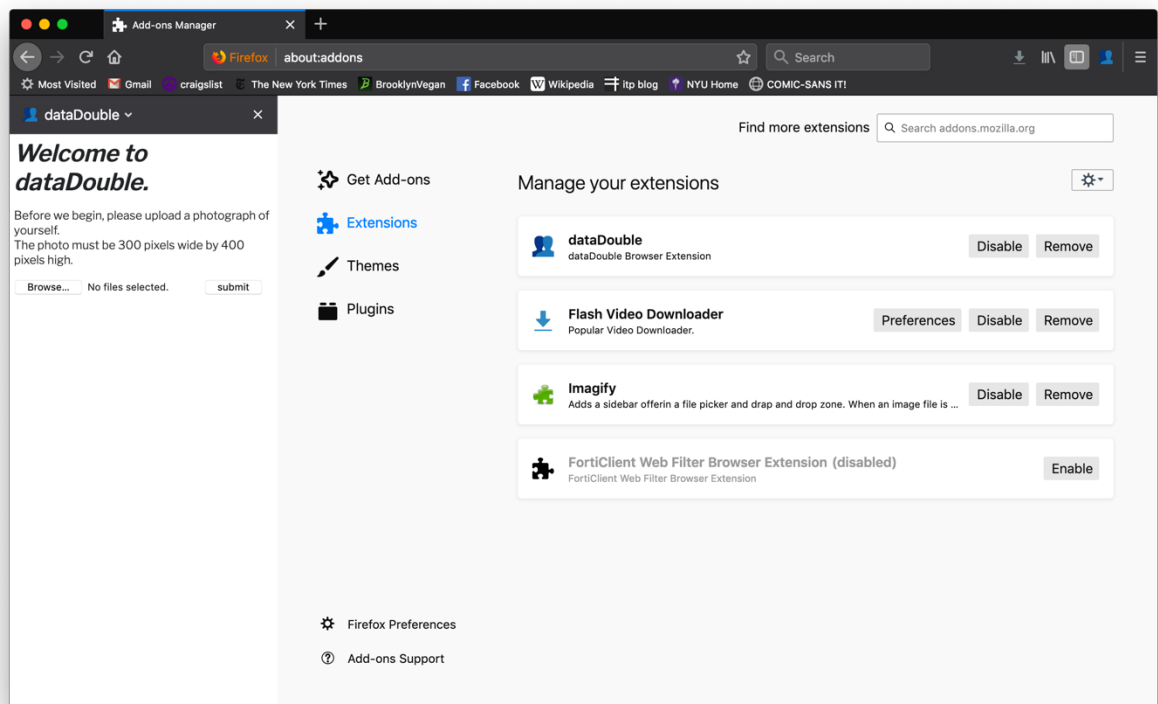 Add-ons Manager
Firefox about:addons
Search
Most Visited Gmail craigslist The New York Times BrooklynVegan Facebook Wikipedia itp blog NYU Home COMIC-SANS IT!
dataDouble
Welcome to
dataDouble.
Before we begin, please upload a photograph of
yourself.
The photo must be 300 pixels wide by 400
pixels high.
Browse... No files selected. submit
Find more extensions Search addons.mozilla.org
Get Add-ons
Extensions
Themes
Plugins
Firefox Preferences
Add-ons Support
Manage your extensions
dataDouble
dataDouble Browser Extension
Disable Remove
Flash Video Downloader
Popular Video Downloader.
Preferences Disable Remove
Imagify
Adds a sidebar offerin a file picker and drap and drop zone. When an image file is ...
Disable Remove
FortiClient Web Filter Browser Extension (disabled)
FortiClient Web Filter Browser Extension
Enable